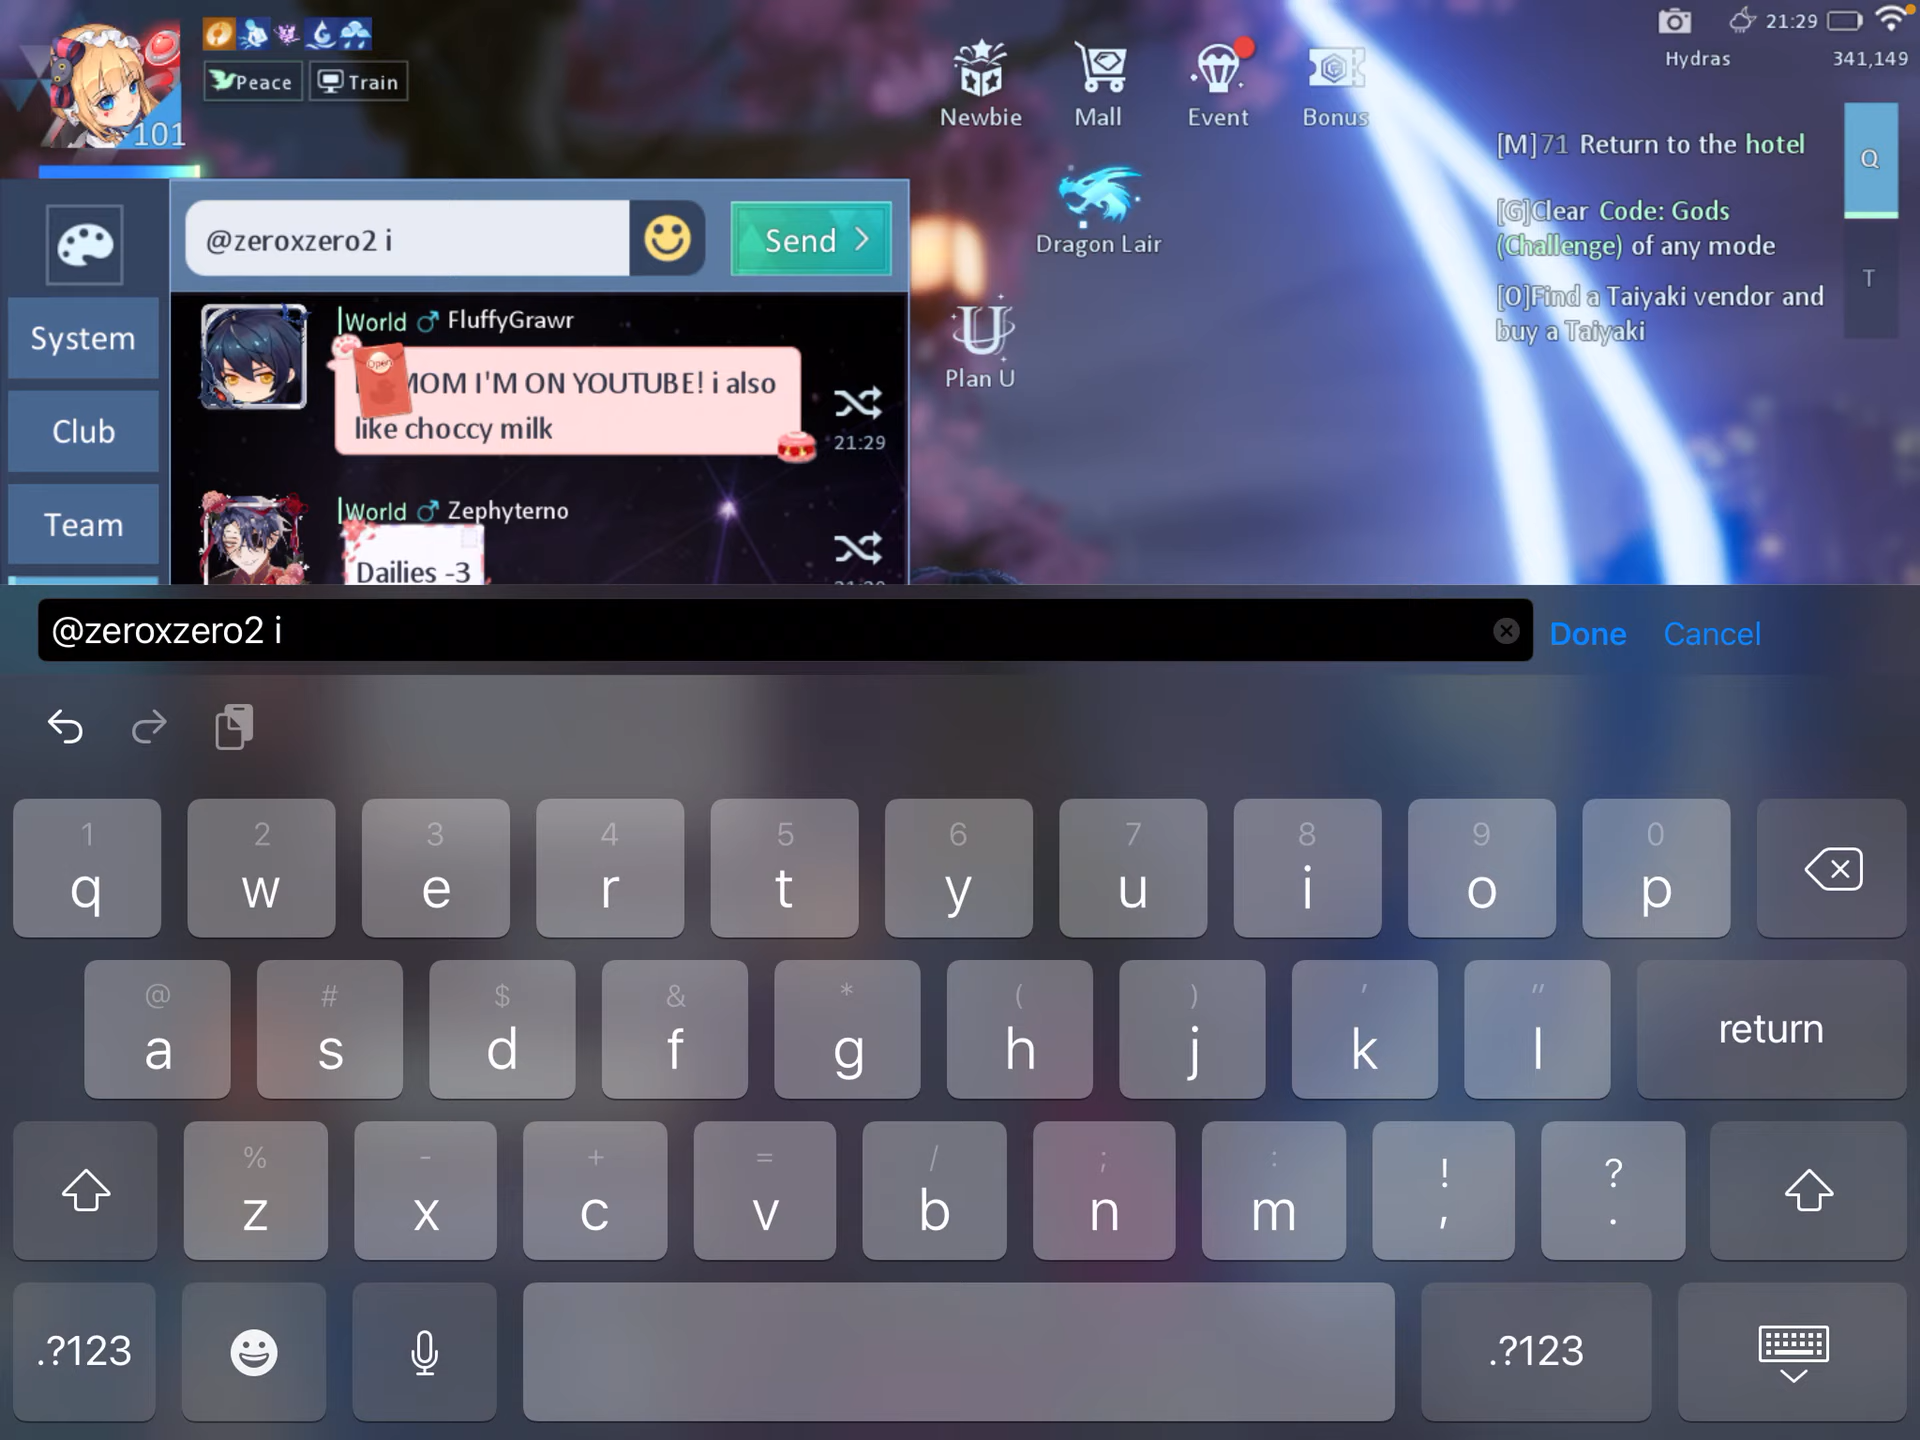 21:29
Hydras
341,149
Peace
Train
101
Newbie
Mall
Event
Bonus
Dragon Lair
Plan U
[M]71 Return to the hotel
[G]Clear Code: Gods
(Challenge) of any mode
[O]Find a Taiyaki vendor and
buy a Taiyaki
Q
T
@zeroxzero2 i
Send
System
Club
Team
World ♂ FluffyGrawr
Open
MOM I'M ON YOUTUBE! i also
like choccy milk
21:29
World ♂ Zephyterno
Dailies -3
@zeroxzero2 i
Done
Cancel
1 2 3 4 5 6 7 8 9 0
q w e r t y u i o p
@ # $ & * ( ) ' "
a s d f g h j k l return
% - + = / ; : ! ?
z x c v b n m , .
.?123
.?123